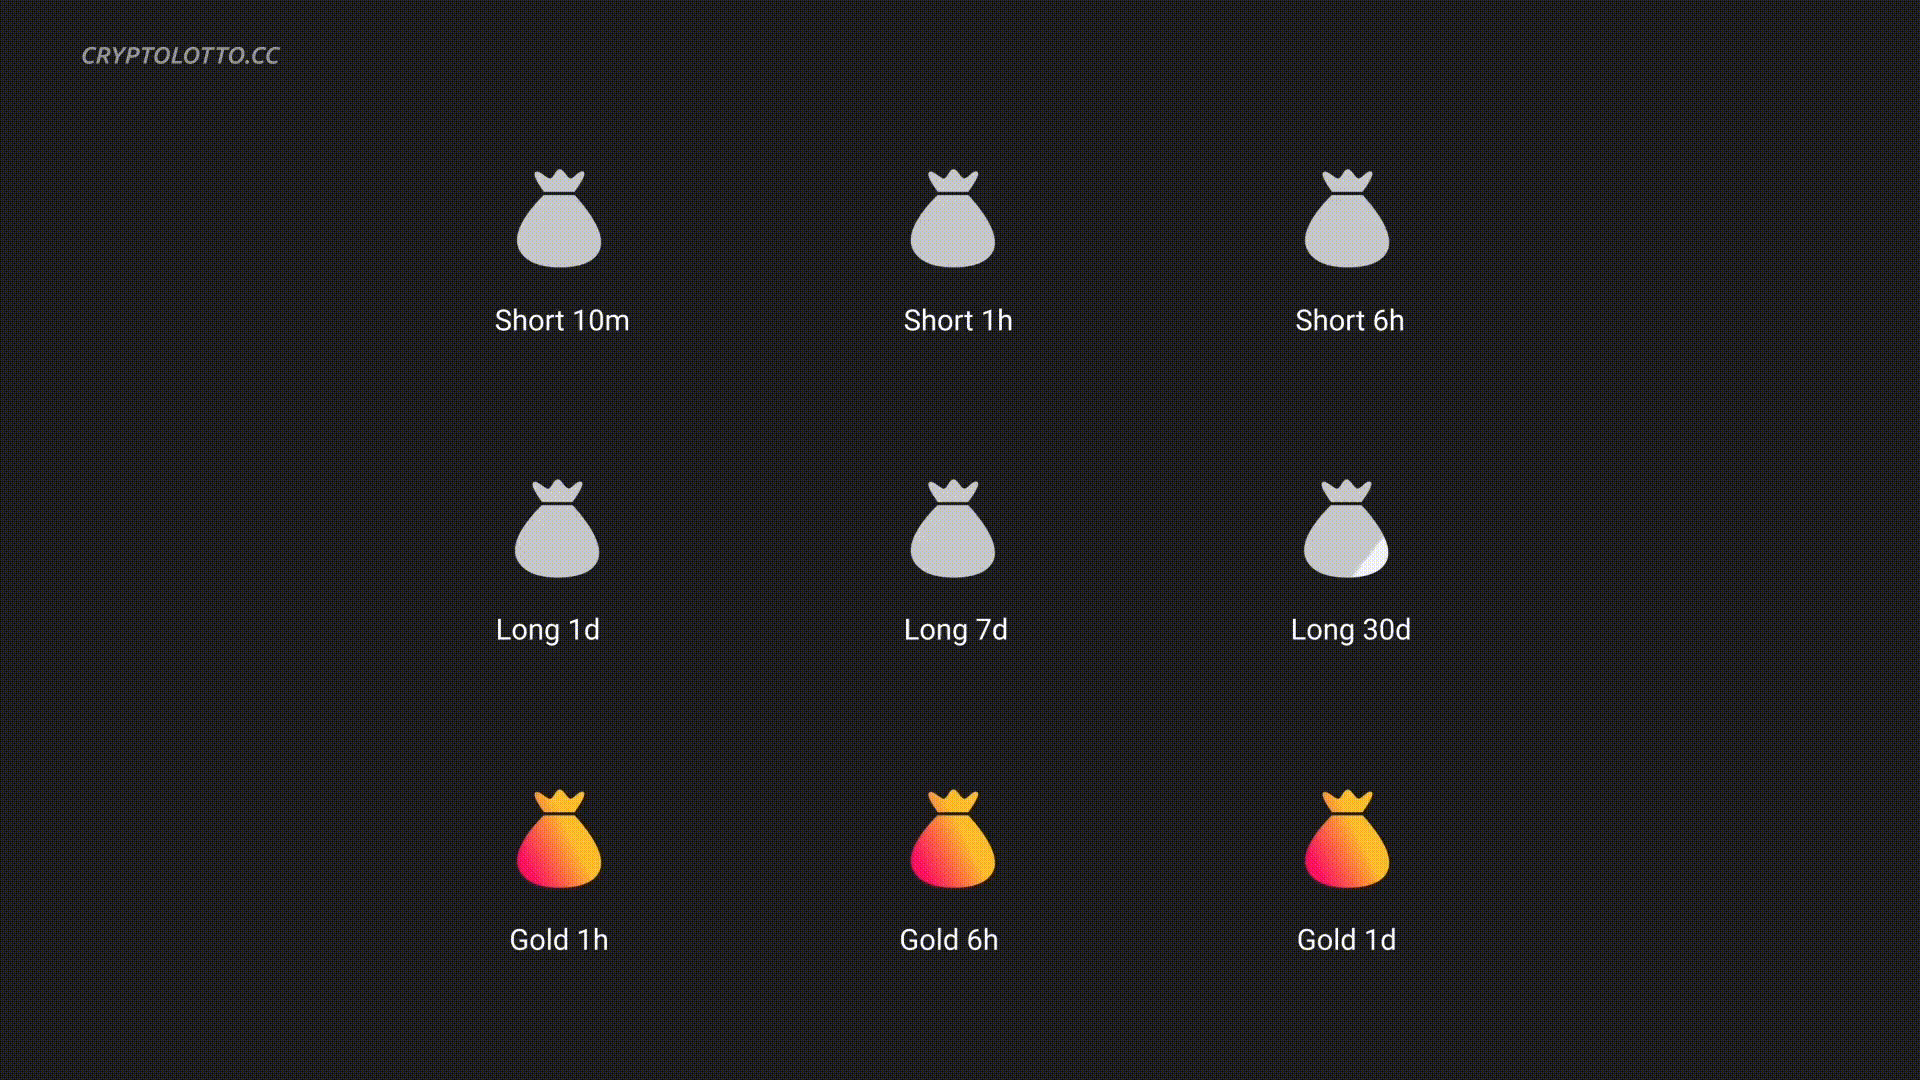 CRYPTOLOTTO.CC
Short 10m
Short 1h
Short 6h
Long 1d
Long 7d
Long 30d
Gold 1h
Gold 6h
Gold 1d